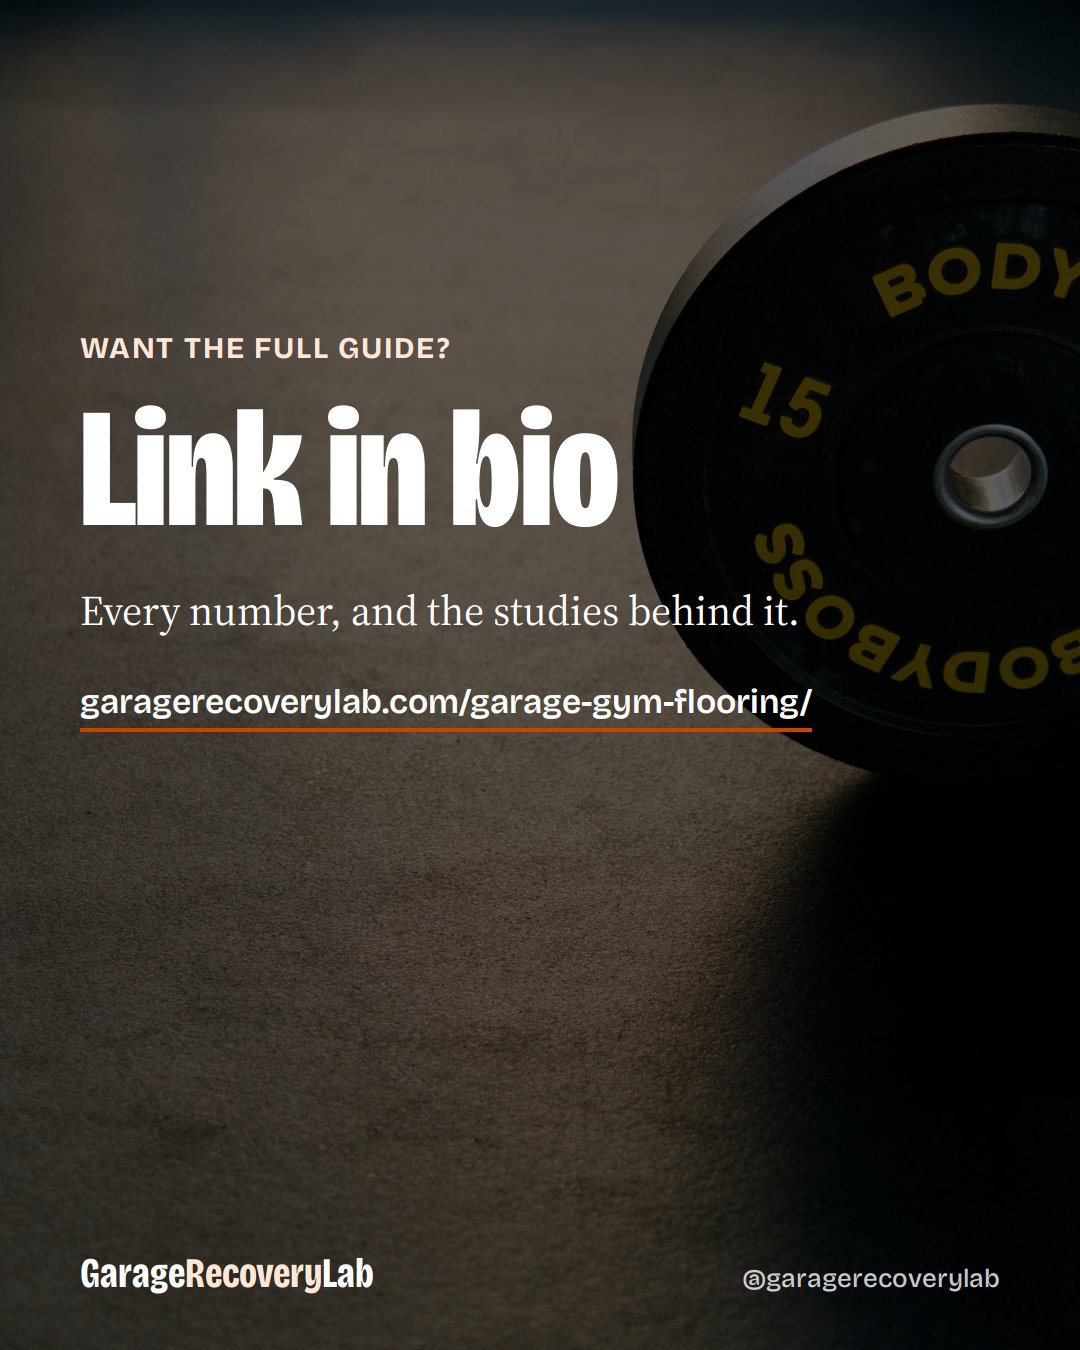 WANT THE FULL GUIDE?
Link in bio
Every number, and the studies behind it.
garagerecoverylab.com/garage-gym-flooring/
BODY
15
BODYBOSS
GarageRecoveryLab
@garagerecoverylab